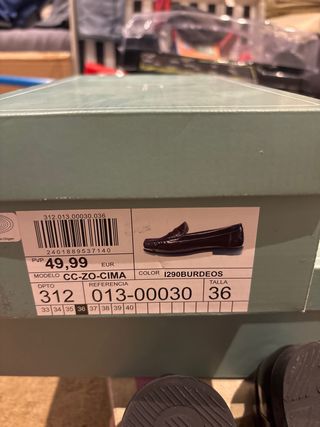 312.013.00030.036
2401889537140
PVP 49,99 EUR
MODELO CC-ZO-CIMA COLOR I290BURDEOS
DPTO REFERENCIA TALLA
312 013-00030 36
33 34 35 36 37 38 39 40